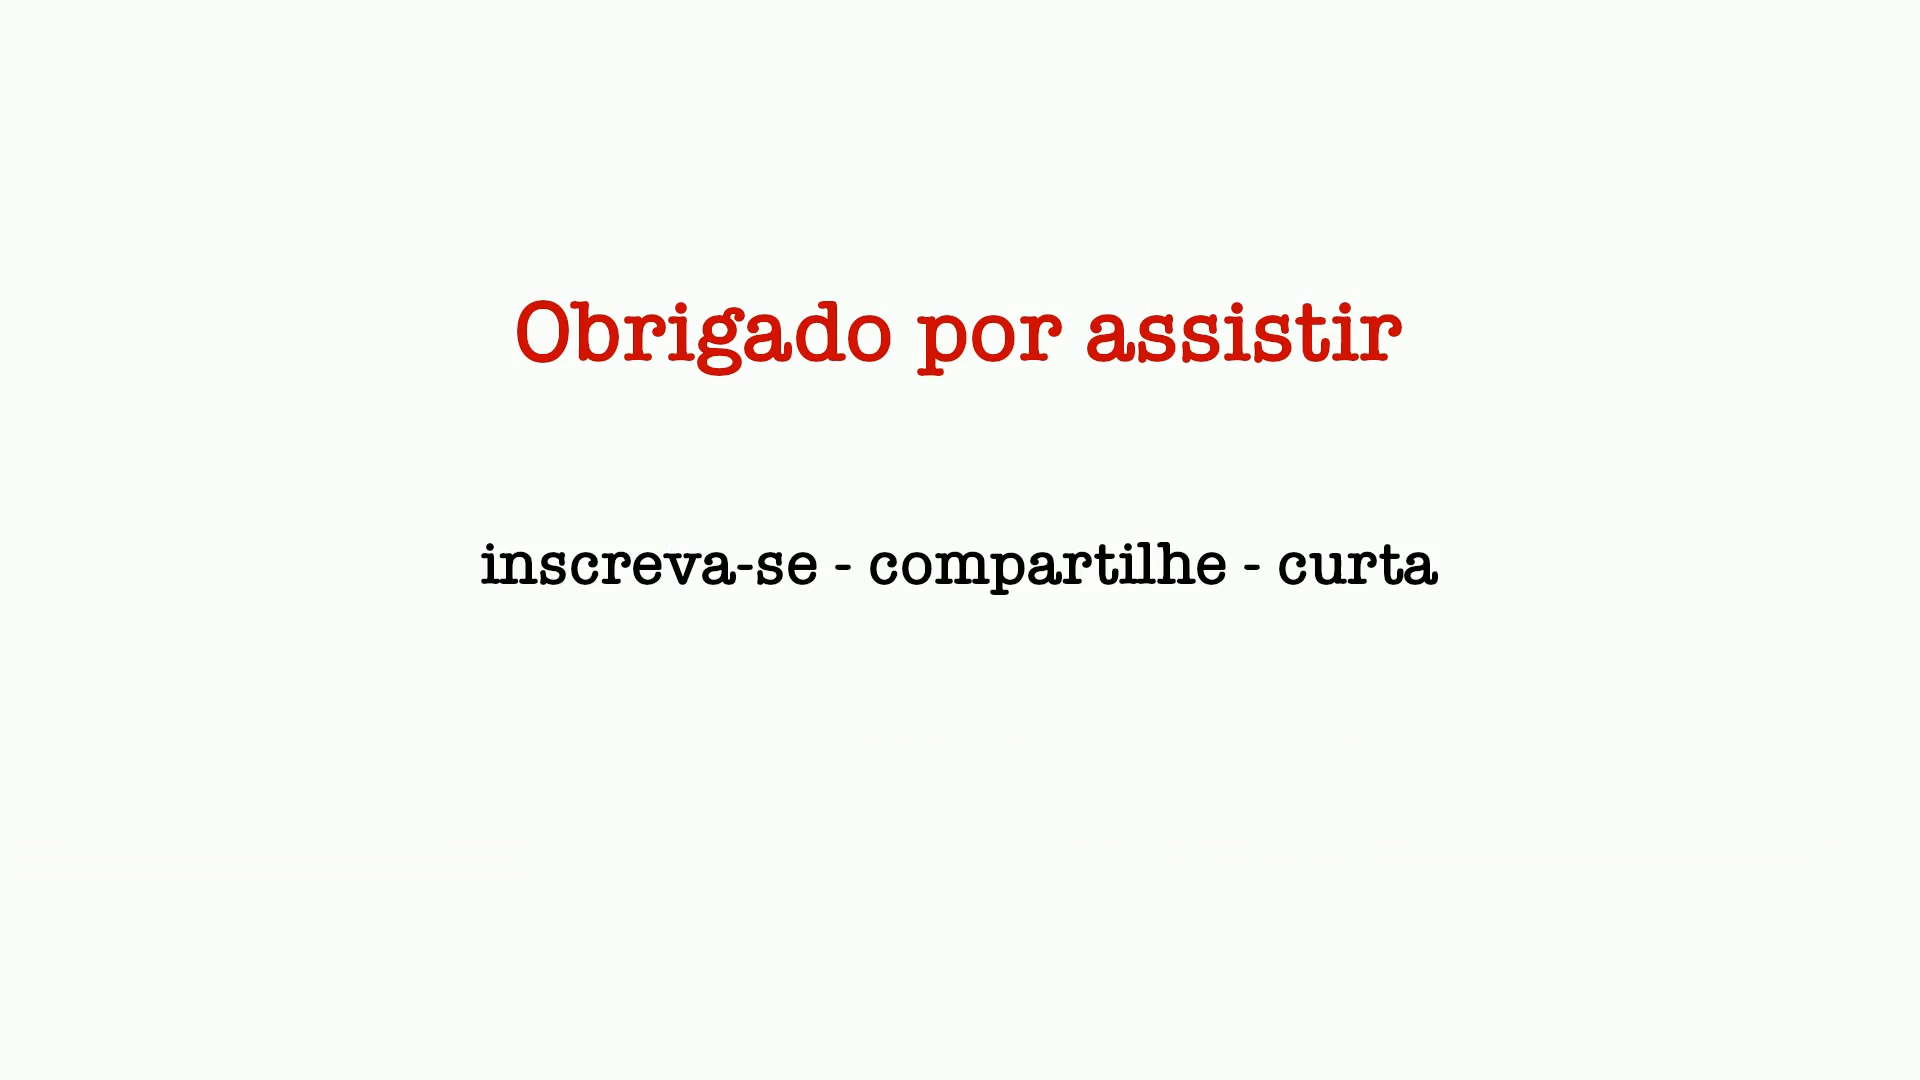 Obrigado por assistir
inscreva-se - compartilhe - curta